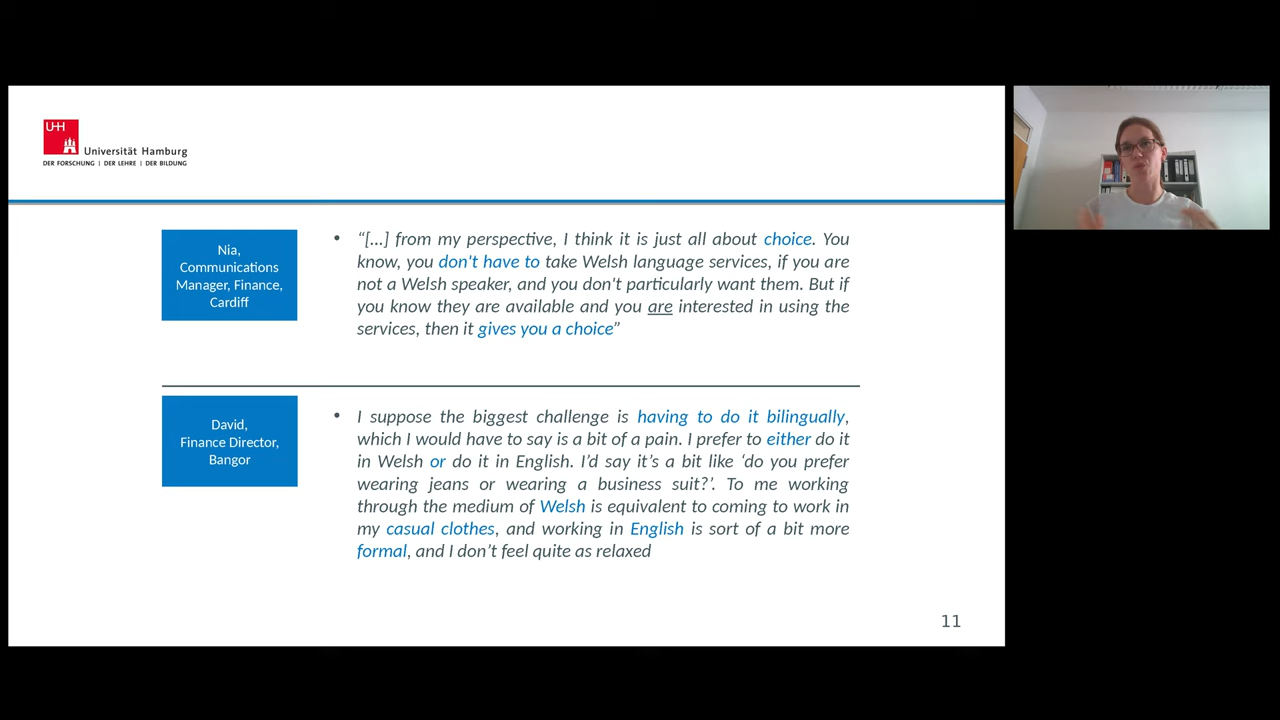 UHH
Universität Hamburg
DER FORSCHUNG | DER LEHRE | DER BILDUNG
Nia,
Communications
Manager, Finance,
Cardiff
• “[...] from my perspective, I think it is just all about choice. You
know, you don't have to take Welsh language services, if you are
not a Welsh speaker, and you don't particularly want them. But if
you know they are available and you are interested in using the
services, then it gives you a choice”
David,
Finance Director,
Bangor
• I suppose the biggest challenge is having to do it bilingually,
which I would have to say is a bit of a pain. I prefer to either do it
in Welsh or do it in English. I’d say it’s a bit like ‘do you prefer
wearing jeans or wearing a business suit?’. To me working
through the medium of Welsh is equivalent to coming to work in
my casual clothes, and working in English is sort of a bit more
formal, and I don’t feel quite as relaxed
11